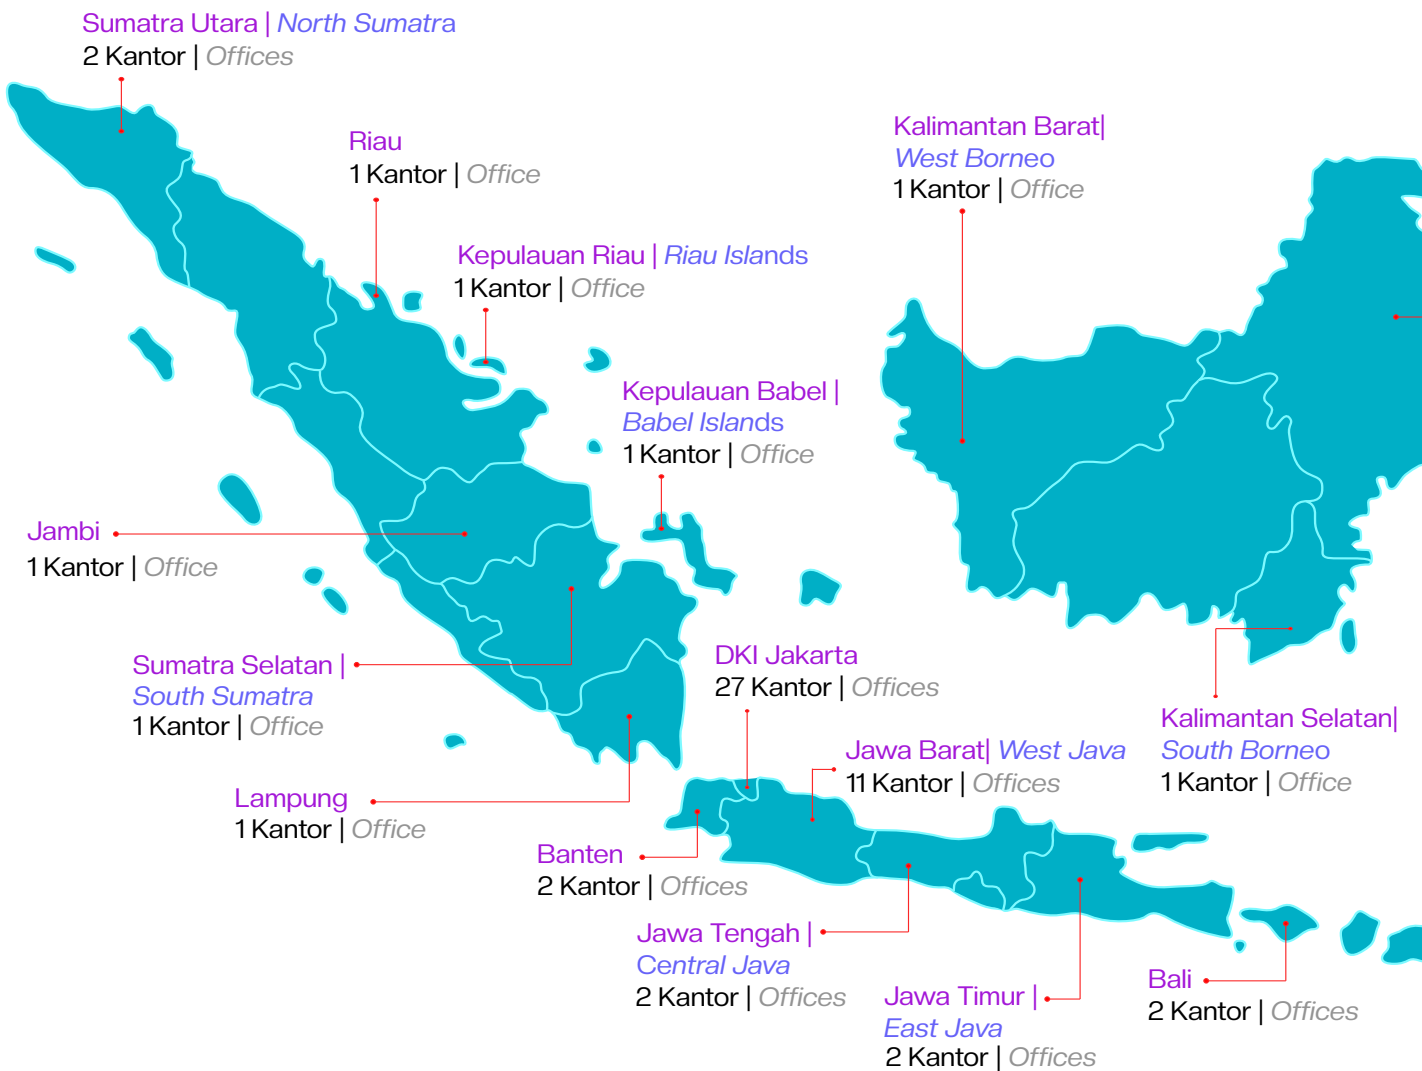 Sumatra Utara | North Sumatra
2 Kantor | Offices
Riau
1 Kantor | Office
Kalimantan Barat|
West Borneo
1 Kantor | Office
Kepulauan Riau | Riau Islands
1 Kantor | Office
Kepulauan Babel |
Babel Islands
1 Kantor | Office
Jambi
1 Kantor | Office
Sumatra Selatan |
South Sumatra
1 Kantor | Office
DKI Jakarta
27 Kantor | Offices
Kalimantan Selatan|
South Borneo
1 Kantor | Office
Jawa Barat| West Java
11 Kantor | Offices
Lampung
1 Kantor | Office
Banten
2 Kantor | Offices
Jawa Tengah |
Central Java
2 Kantor | Offices
Jawa Timur |
East Java
2 Kantor | Offices
Bali
2 Kantor | Offices